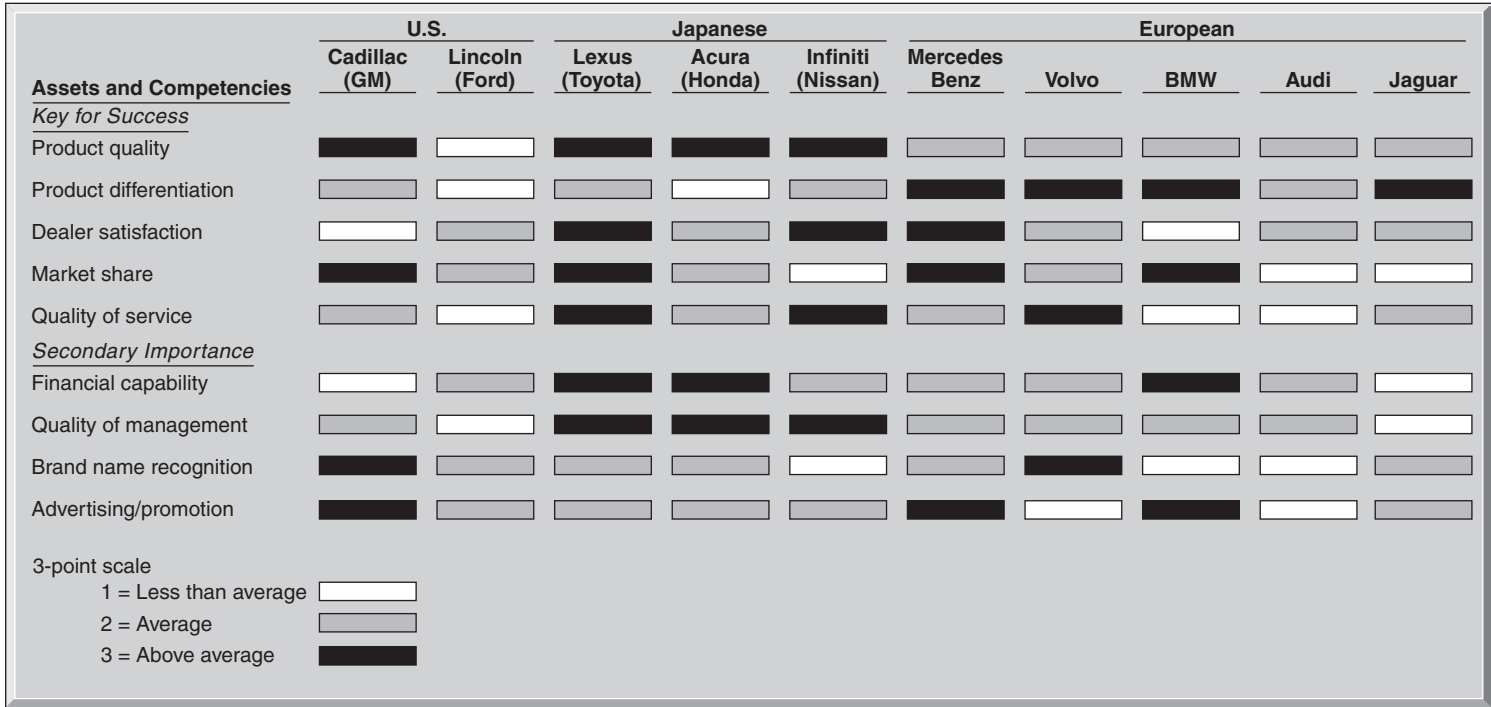 U.S. Japanese European
Cadillac (GM) Lincoln (Ford) Lexus (Toyota) Acura (Honda) Infiniti (Nissan) Mercedes Benz Volvo BMW Audi Jaguar
Assets and Competencies
Key for Success
Product quality
Product differentiation
Dealer satisfaction
Market share
Quality of service
Secondary Importance
Financial capability
Quality of management
Brand name recognition
Advertising/promotion
3-point scale
1 = Less than average
2 = Average
3 = Above average